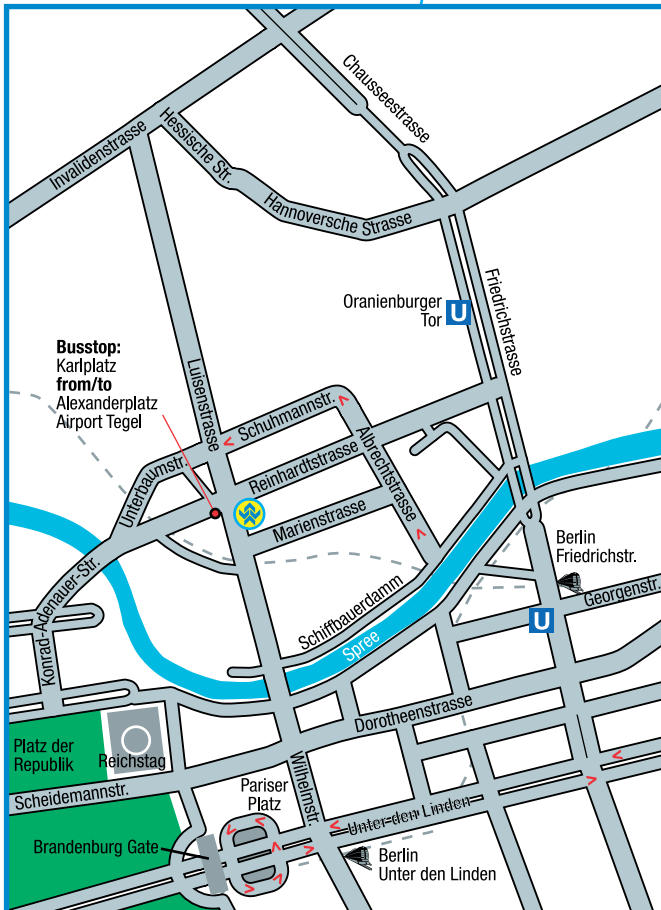 Chausseestrasse
Invalidenstrasse
Hessische Str.
Hannoversche Strasse
Oranienburger
Tor
U
Friedrichstrasse
Busstop:
Karlplatz
from/to
Alexanderplatz
Airport Tegel
Luisenstrasse
Schuhmannstr.
Albrechtstrasse
Unterbaumstr.
Reinhardtstrasse
Marienstrasse
Berlin
Friedrichstr.
Konrad-Adenauer-Str.
Schiffbauerdamm
Georgenstr.
U
Spree
Dorotheenstrasse
Platz der
Republik
Reichstag
Wilhelmstr.
Scheidemannstr.
Pariser
Platz
Unter den Linden
Brandenburg Gate
Berlin
Unter den Linden